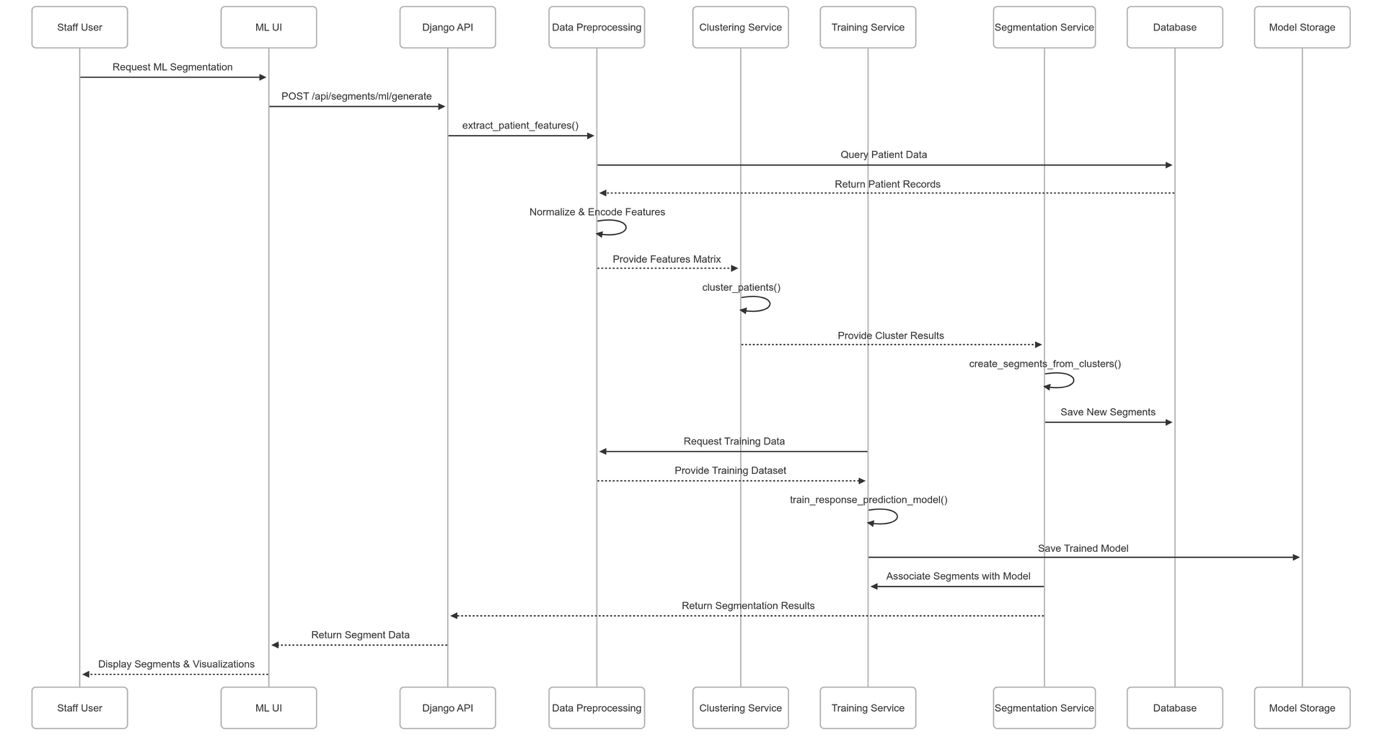 Staff User
ML UI
Django API
Data Preprocessing
Clustering Service
Training Service
Segmentation Service
Database
Model Storage
Request ML Segmentation
POST /api/segments/ml/generate
extract_patient_features()
Query Patient Data
Return Patient Records
Normalize & Encode Features
Provide Features Matrix
cluster_patients()
Provide Cluster Results
create_segments_from_clusters()
Save New Segments
Request Training Data
Provide Training Dataset
train_response_prediction_model()
Save Trained Model
Associate Segments with Model
Return Segmentation Results
Return Segment Data
Display Segments & Visualizations
Staff User
ML UI
Django API
Data Preprocessing
Clustering Service
Training Service
Segmentation Service
Database
Model Storage